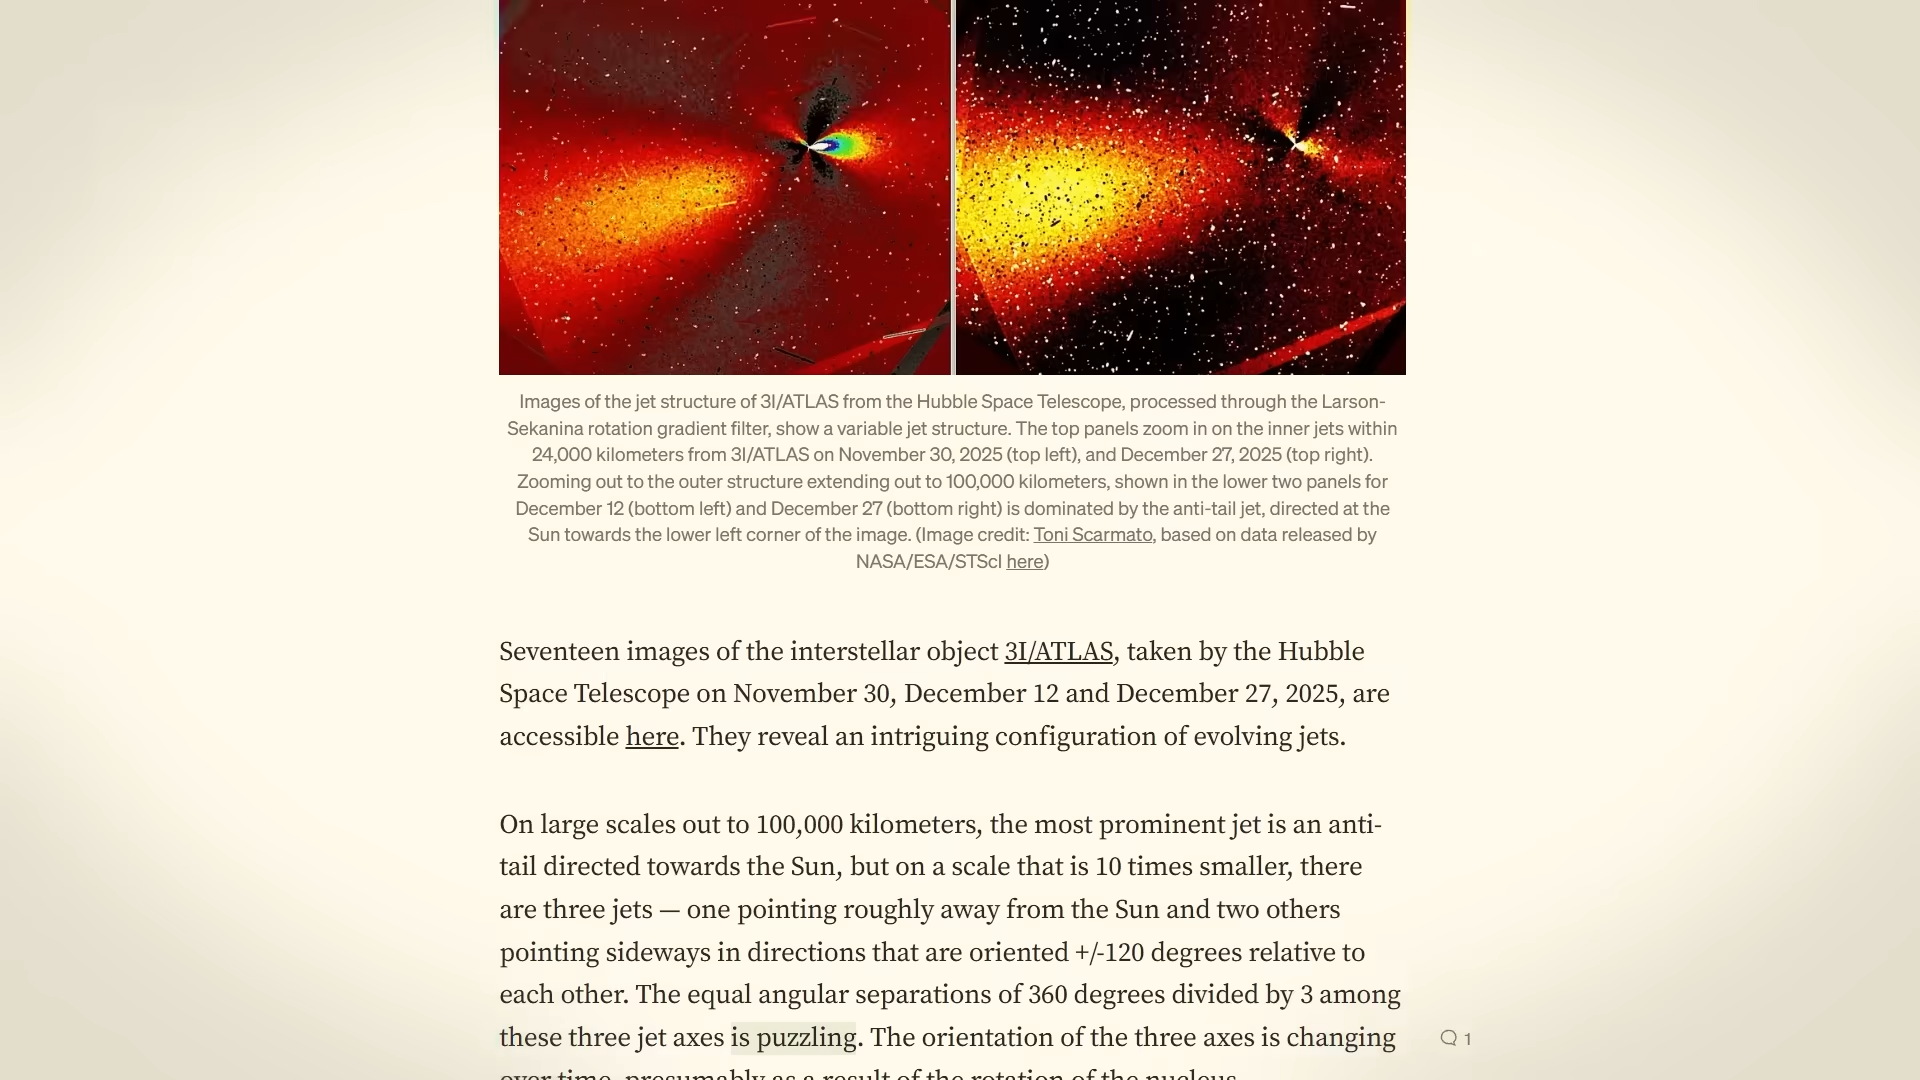 Images of the jet structure of 3I/ATLAS from the Hubble Space Telescope, processed through the Larson-
Sekanina rotation gradient filter, show a variable jet structure. The top panels zoom in on the inner jets within
24,000 kilometers from 3I/ATLAS on November 30, 2025 (top left), and December 27, 2025 (top right).
Zooming out to the outer structure extending out to 100,000 kilometers, shown in the lower two panels for
December 12 (bottom left) and December 27 (bottom right) is dominated by the anti-tail jet, directed at the
Sun towards the lower left corner of the image. (Image credit: Toni Scarmato, based on data released by
NASA/ESA/STScI here)
Seventeen images of the interstellar object 3I/ATLAS, taken by the Hubble
Space Telescope on November 30, December 12 and December 27, 2025, are
accessible here. They reveal an intriguing configuration of evolving jets.
On large scales out to 100,000 kilometers, the most prominent jet is an anti-
tail directed towards the Sun, but on a scale that is 10 times smaller, there
are three jets — one pointing roughly away from the Sun and two others
pointing sideways in directions that are oriented +/-120 degrees relative to
each other. The equal angular separations of 360 degrees divided by 3 among
these three jet axes is puzzling. The orientation of the three axes is changing
1
over time, presumably as a result of the rotation of the nucleus.